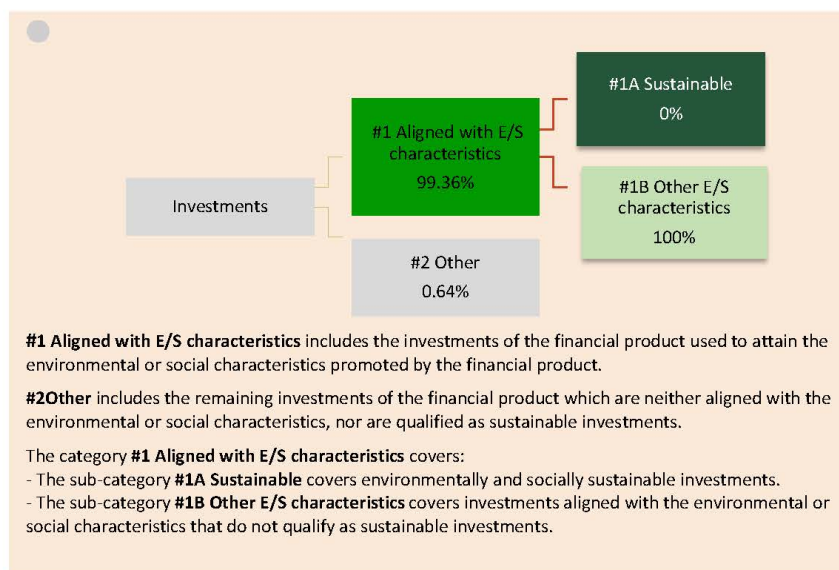 #1A Sustainable
0%
#1 Aligned with E/S
characteristics
99.36%
#1B Other E/S
characteristics
100%
Investments
#2 Other
0.64%
#1 Aligned with E/S characteristics includes the investments of the financial product used to attain the
environmental or social characteristics promoted by the financial product.
#2Other includes the remaining investments of the financial product which are neither aligned with the
environmental or social characteristics, nor are qualified as sustainable investments.
The category #1 Aligned with E/S characteristics covers:
- The sub-category #1A Sustainable covers environmentally and socially sustainable investments.
- The sub-category #1B Other E/S characteristics covers investments aligned with the environmental or
social characteristics that do not qualify as sustainable investments.